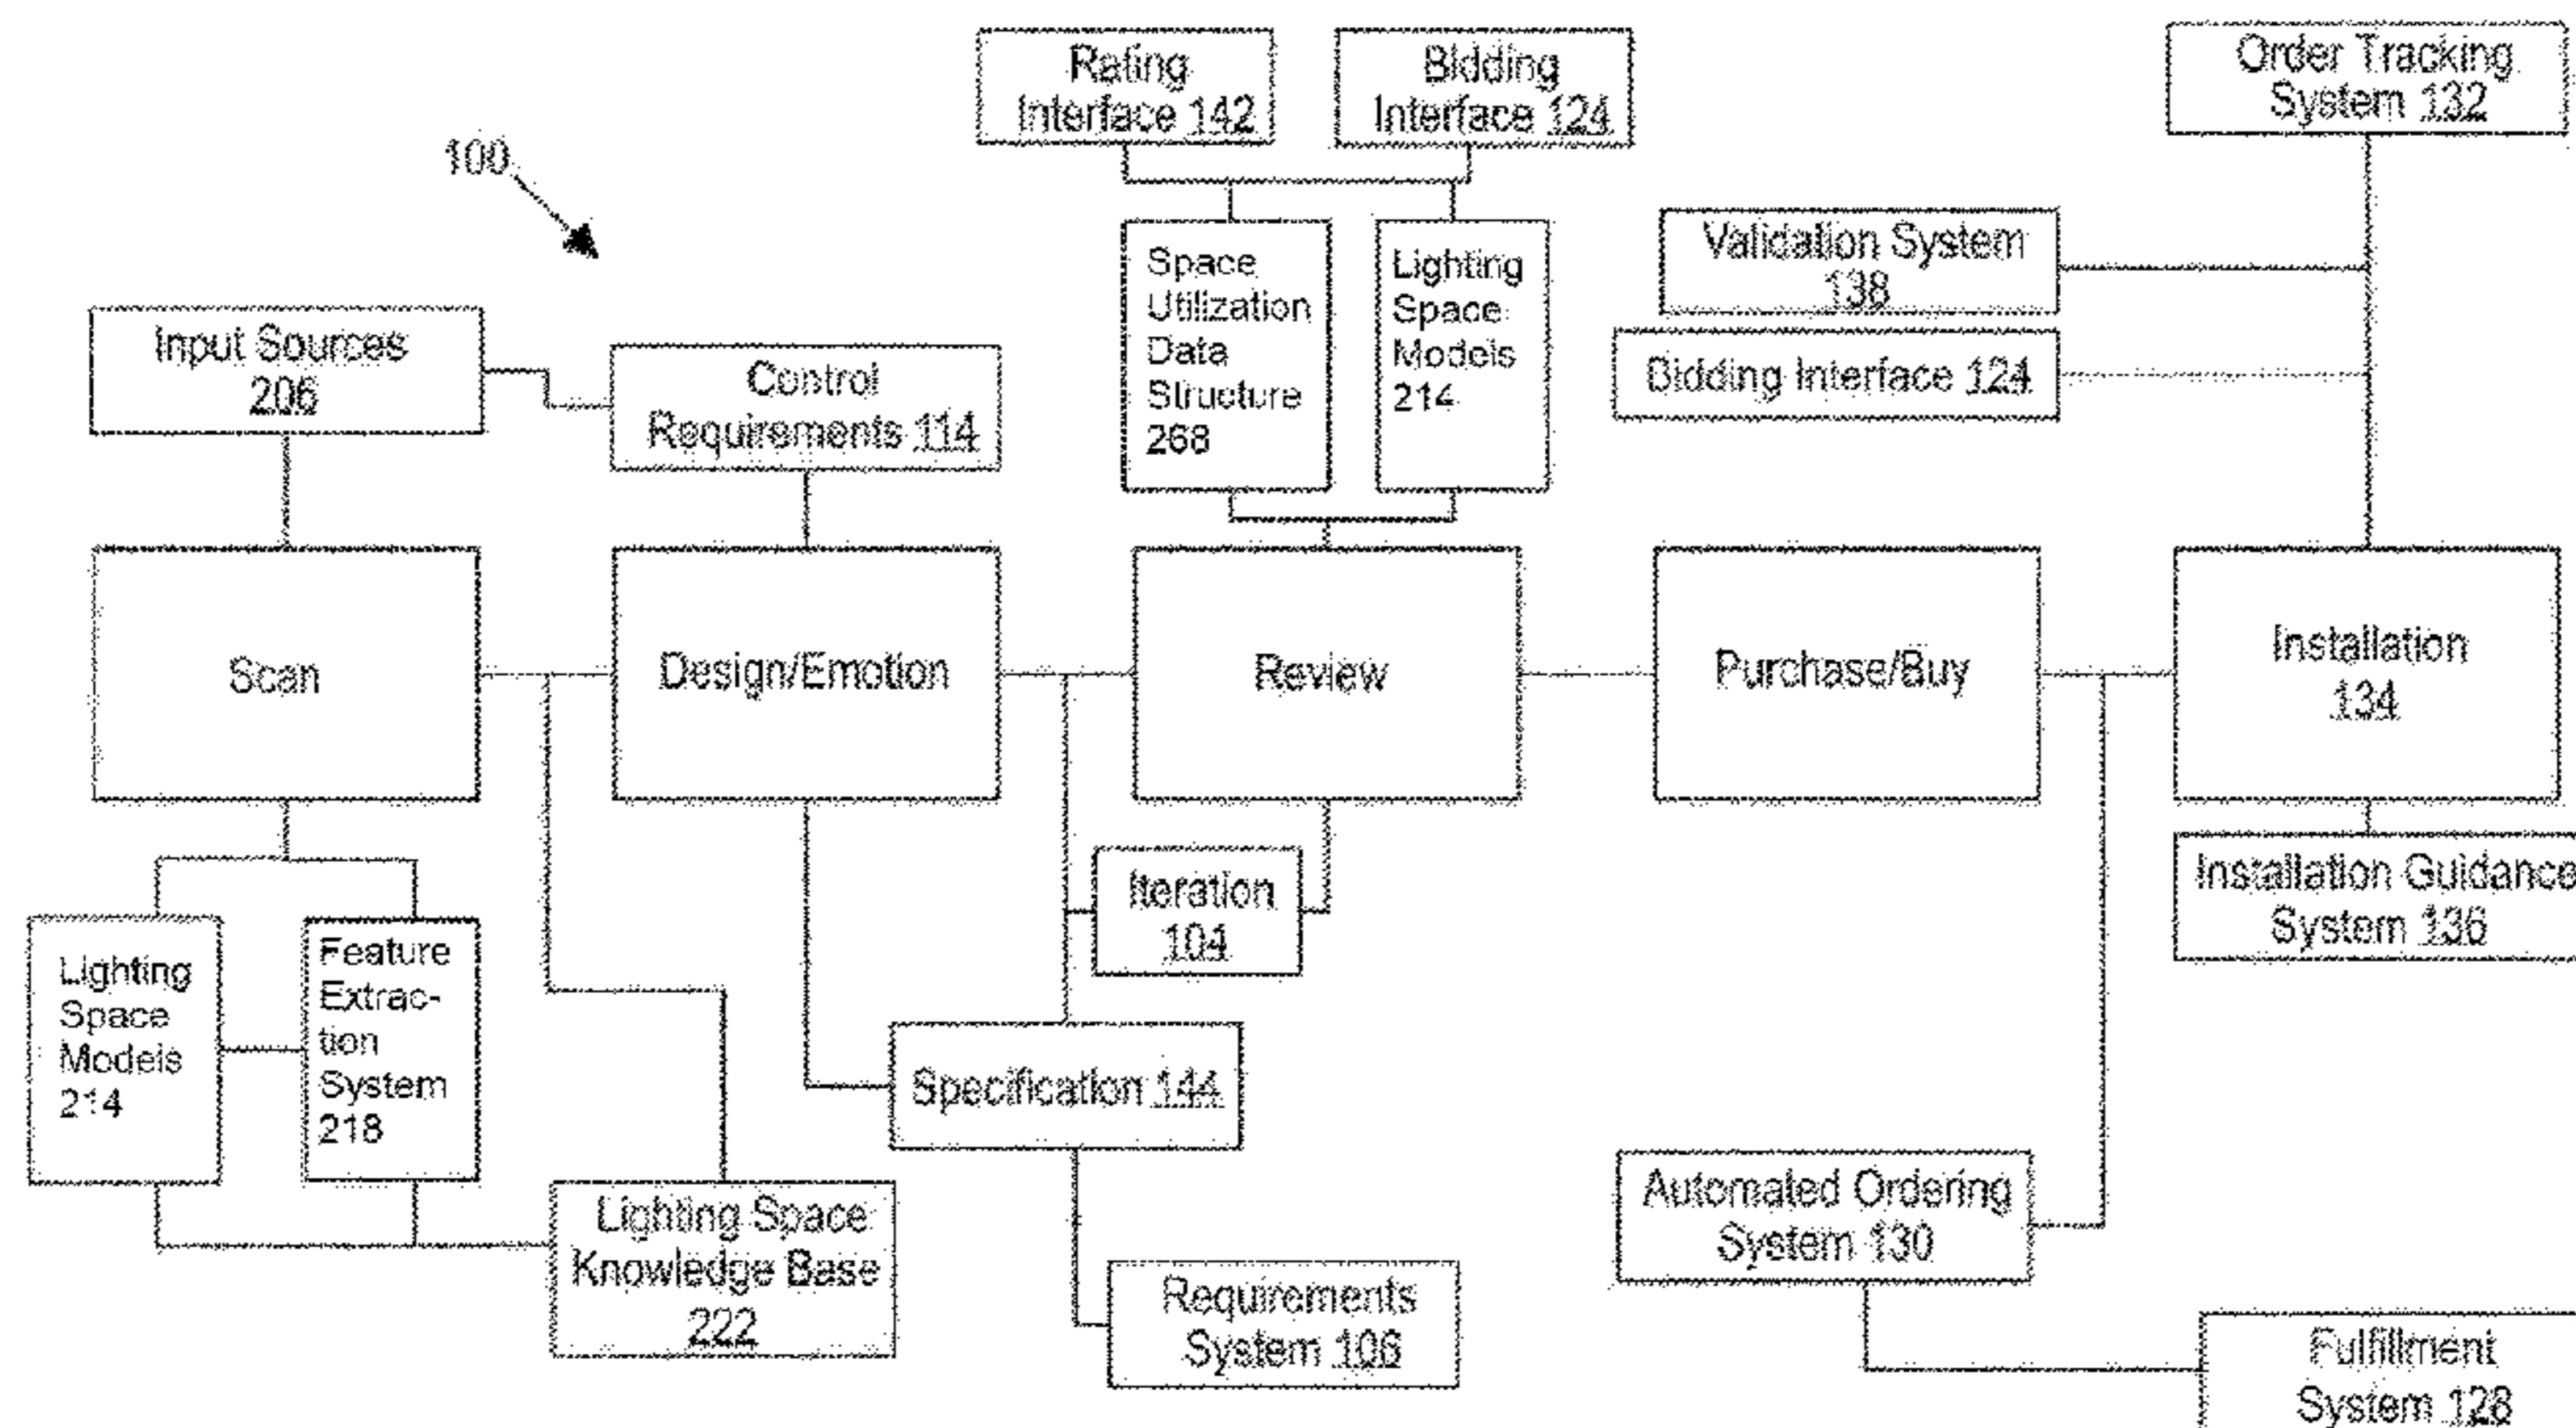 Rating
Interface 142
Bidding
Interface 124
Order Tracking
System 132
100
Validation System
138
Space
Utilization
Data
Structure
268
Lighting
Space
Models
214
Input Sources
206
Control
Requirements 114
Bidding Interface 124
Scan
Design/Emotion
Review
Purchase/Buy
Installation
134
Iteration
104
Installation Guidance
System 136
Lighting
Space
Models
214
Feature
Extrac-
tion
System
218
Specification 144
Lighting Space
Knowledge Base
222
Automated Ordering
System 130
Requirements
System 106
Fulfillment
System 128